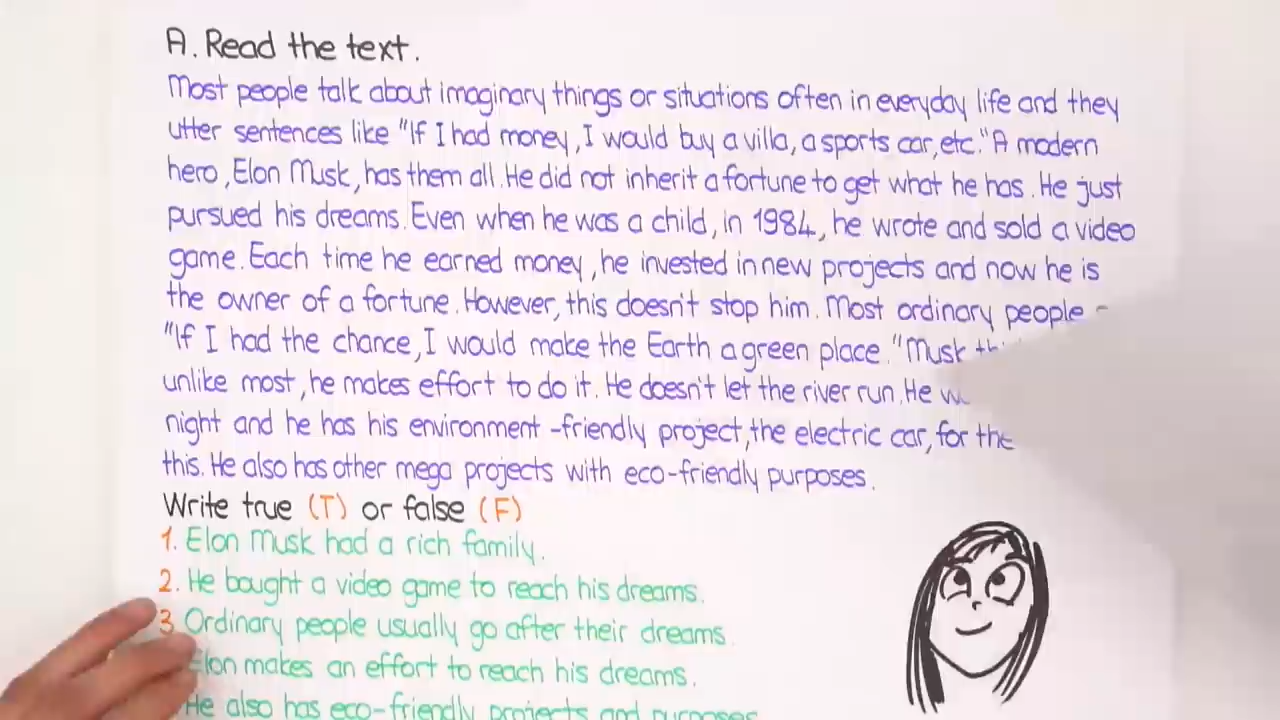 A. Read the text.
Most people talk about imaginary things or situations often in everyday life and they
utter sentences like "If I had money, I would buy a villa, a sports car, etc." A modern
hero, Elon Musk, has them all. He did not inherit a fortune to get what he has. He just
pursued his dreams. Even when he was a child, in 1984, he wrote and sold a video
game. Each time he earned money, he invested in new projects and now he is
the owner of a fortune. However, this doesn't stop him. Most ordinary people
"If I had the chance, I would make the Earth a green place." Musk
unlike most, he makes effort to do it. He doesn't let the river run. He
night and he has his environment-friendly project, the electric car, for the
this. He also has other mega projects with eco-friendly purposes.
Write true (T) or false (F)
1. Elon Musk had a rich family.
2. He bought a video game to reach his dreams.
3 Ordinary people usually go after their dreams.
Elon makes an effort to reach his dreams.
He also has eco-friendly projects and purposes